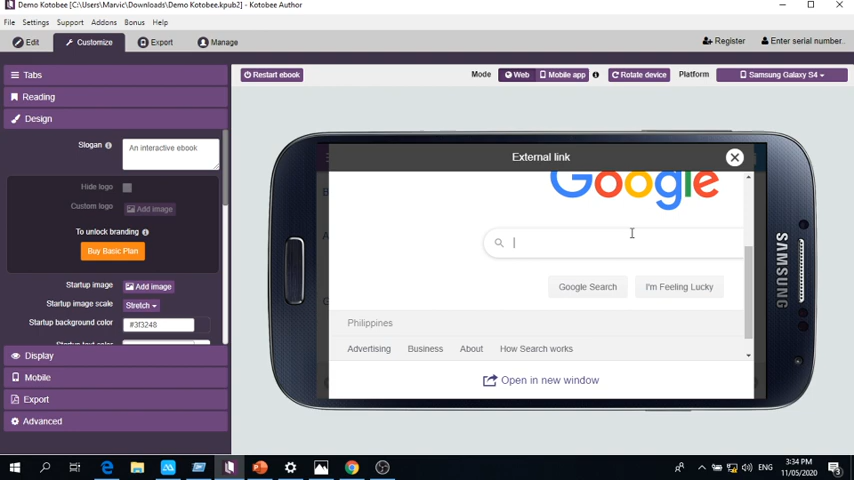 Demo Kotobee [C:\Users\Marvic\Downloads\Demo Kotobee.kpub2] - Kotobee Author
File Settings Support Addons Bonus Help
Edit Customize Export Manage Register Enter serial number..
Tabs
Restart ebook Mode Web Mobile app Rotate device Platform Samsung Galaxy S4
Reading
Design
Slogan An interactive ebook
Hide logo
Custom logo Add image
To unlock branding
Buy Basic Plan
Startup image Add image
Startup image scale Stretch
Startup background color #3f3248
Display
Mobile
Export
Advanced
External link
Google
Google Search I'm Feeling Lucky
Philippines
Advertising Business About How Search works
Open in new window
SAMSUNG
ENG
3:34 PM
11/05/2020
3